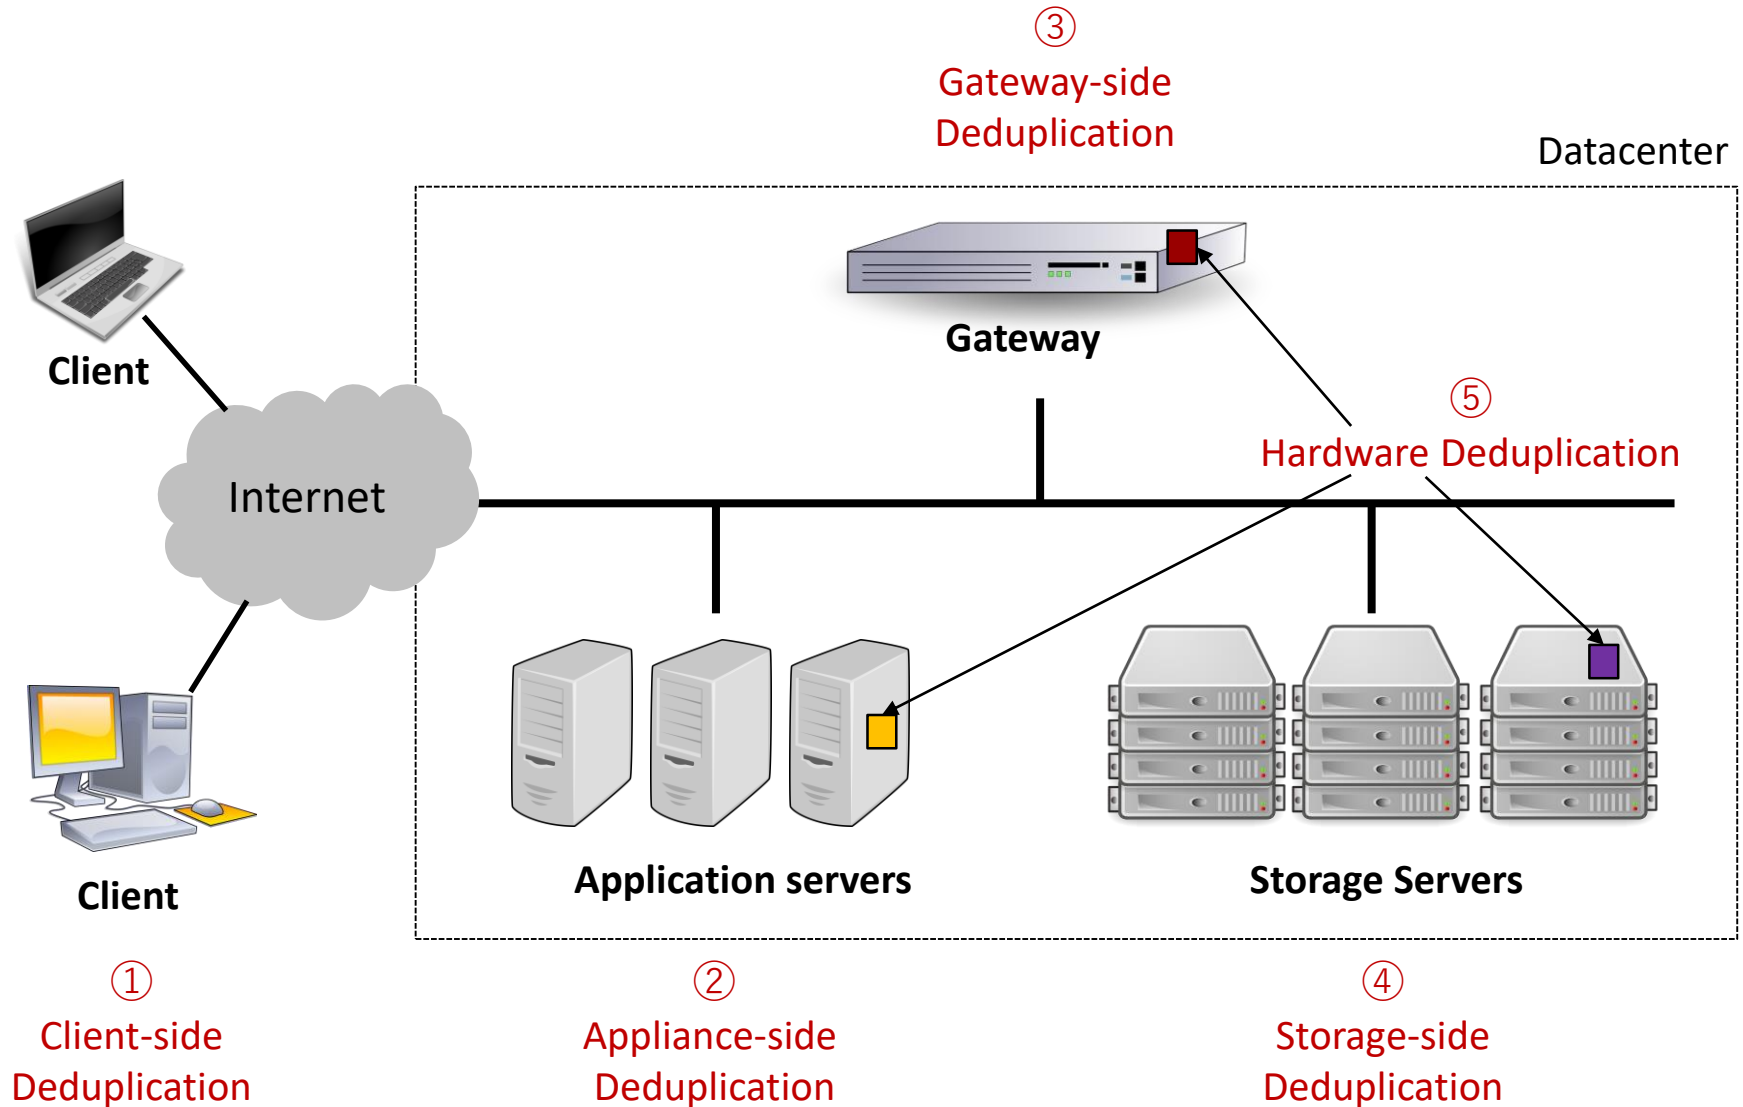 ③
Gateway-side
Deduplication
Datacenter
Gateway
Client
⑤
Hardware Deduplication
Internet
Application servers
Storage Servers
Client
①
Client-side
Deduplication
②
Appliance-side
Deduplication
④
Storage-side
Deduplication